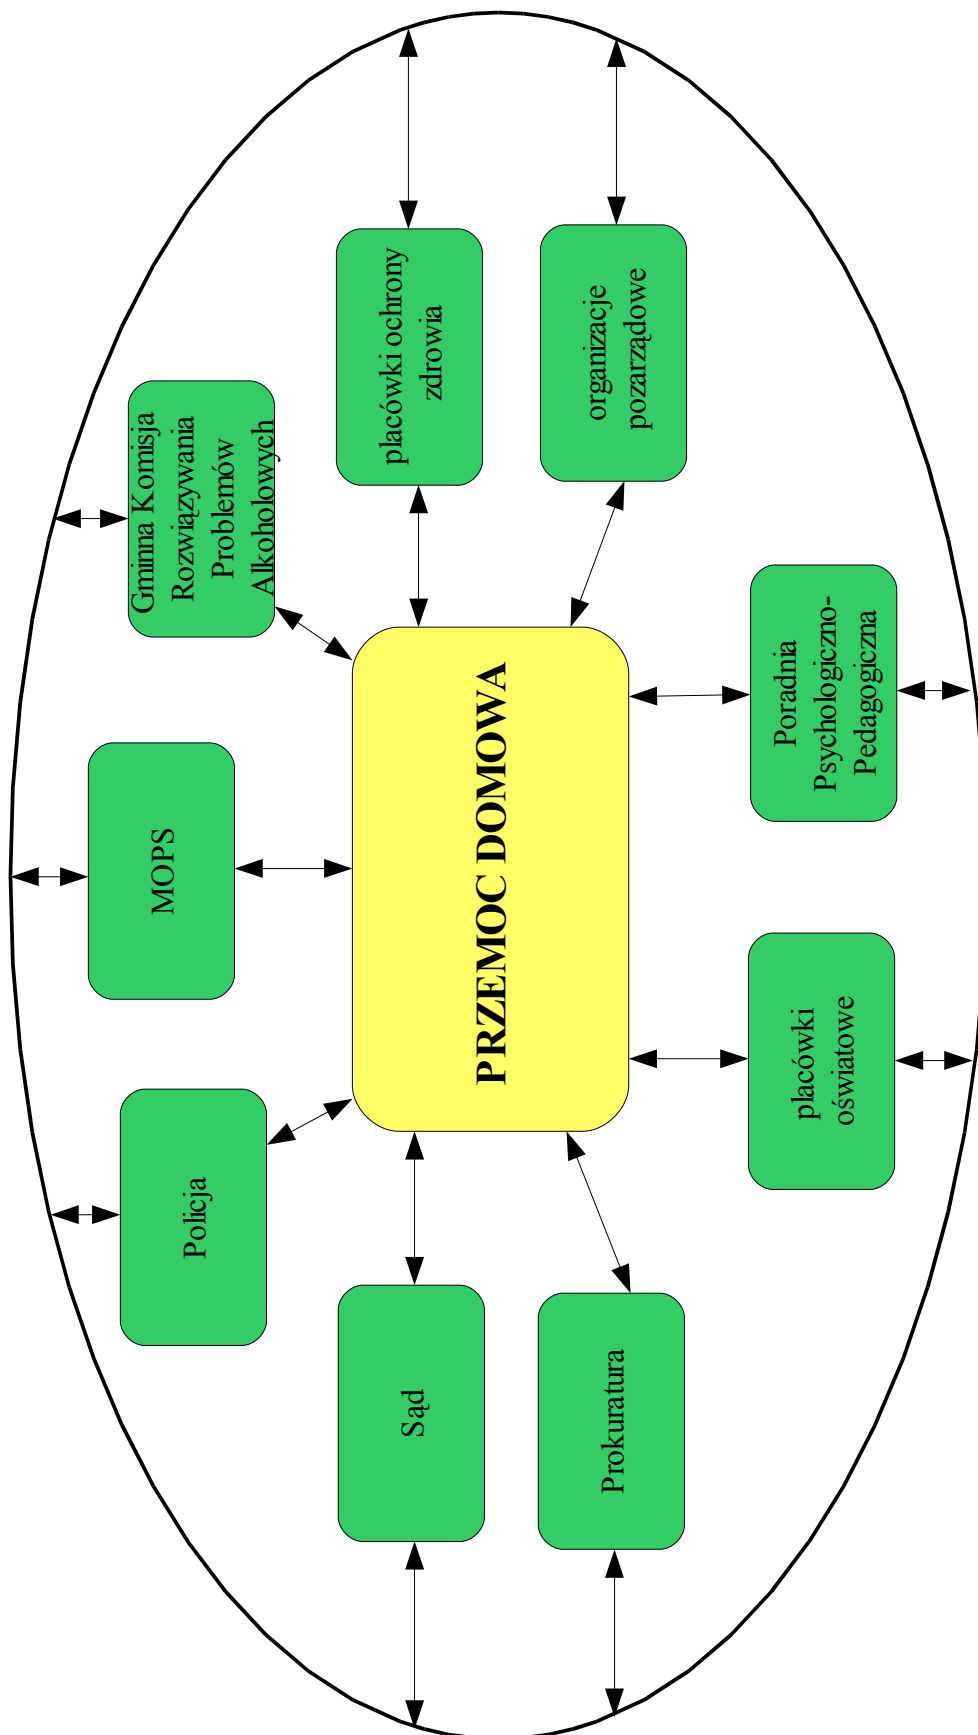 Policja
MOPS
Gminna Komisja
Rozwiązywania
Problemów
Alkoholowych
Sąd
PRZEMOC DOMOWA
placówki ochrony
zdrowia
Prokuratura
organizacje
pozarządowe
placówki
oświatowe
Poradnia
Psychologiczno-
Pedagogiczna